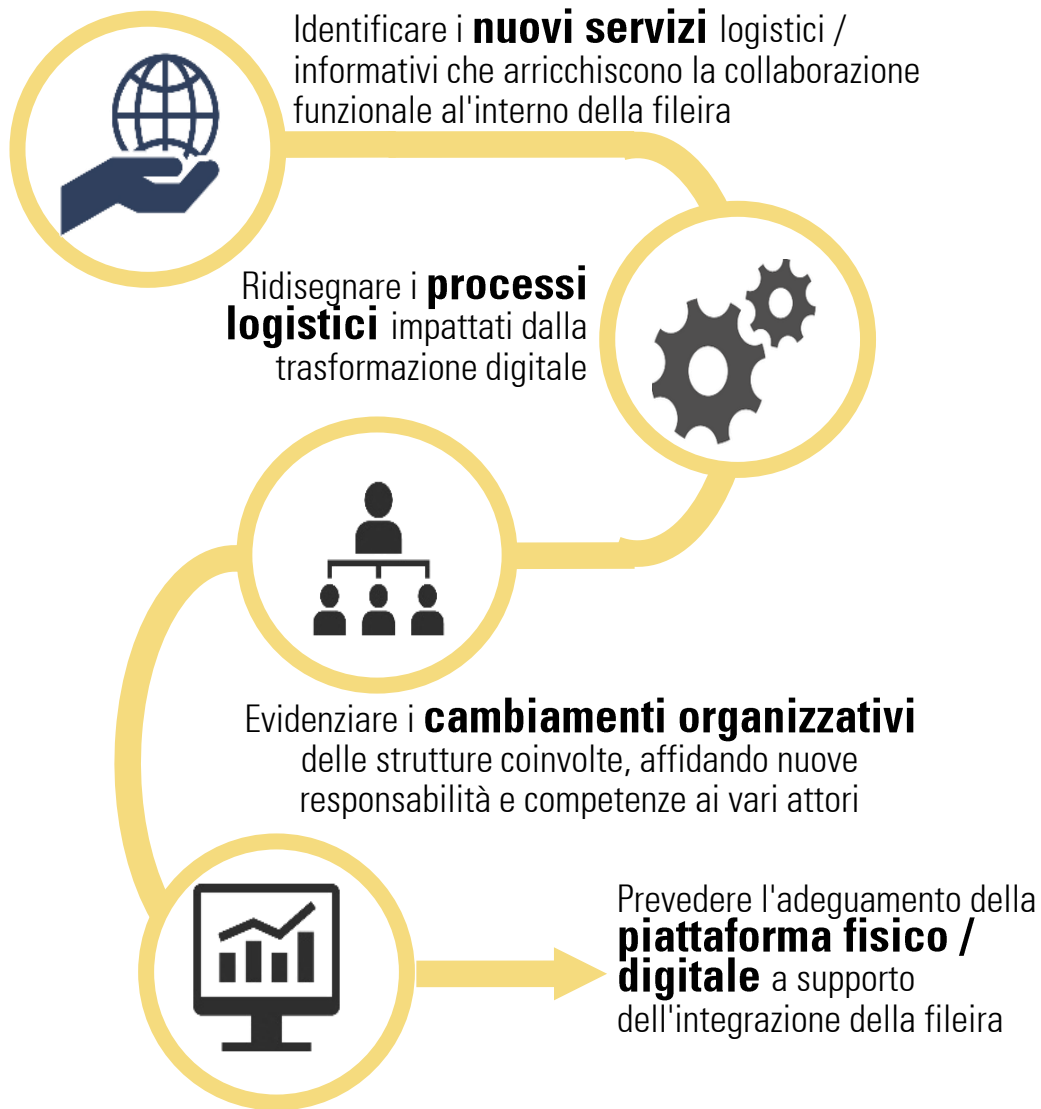 Identificare i nuovi servizi logistici /
informativi che arricchiscono la collaborazione
funzionale al'interno della fileira
Ridisegnare i processi
logistici impattati dalla
trasformazione digitale
Evidenziare i cambiamenti organizzativi
delle strutture coinvolte, affidando nuove
responsabilità e competenze ai vari attori
Prevedere l'adeguamento della
piattaforma fisico /
digitale a supporto
dell'integrazione della fileira